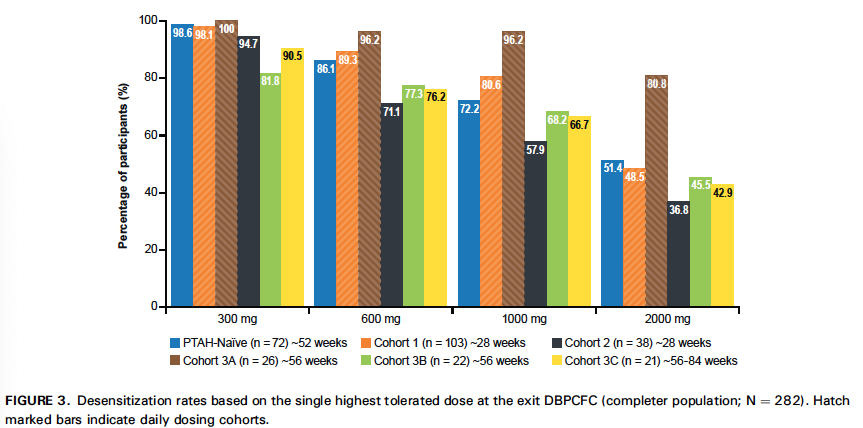 Percentage of participants (%)
100
80
60
40
20
0
98.6 98.1 100 94.7 81.8 90.5
86.1 89.3 96.2 71.1 77.3 76.2
72.2 80.6 96.2 57.9 68.2 66.7
51.4 48.5 80.8 36.8 45.5 42.9
300 mg 600 mg 1000 mg 2000 mg
PTAH-Naïve (n = 72) ~52 weeks Cohort 1 (n = 103) ~28 weeks Cohort 2 (n = 38) ~28 weeks
Cohort 3A (n = 26) ~56 weeks Cohort 3B (n = 22) ~56 weeks Cohort 3C (n = 21) ~56-84 weeks
FIGURE 3. Desensitization rates based on the single highest tolerated dose at the exit DBPCFC (completer population; N = 282). Hatch
marked bars indicate daily dosing cohorts.